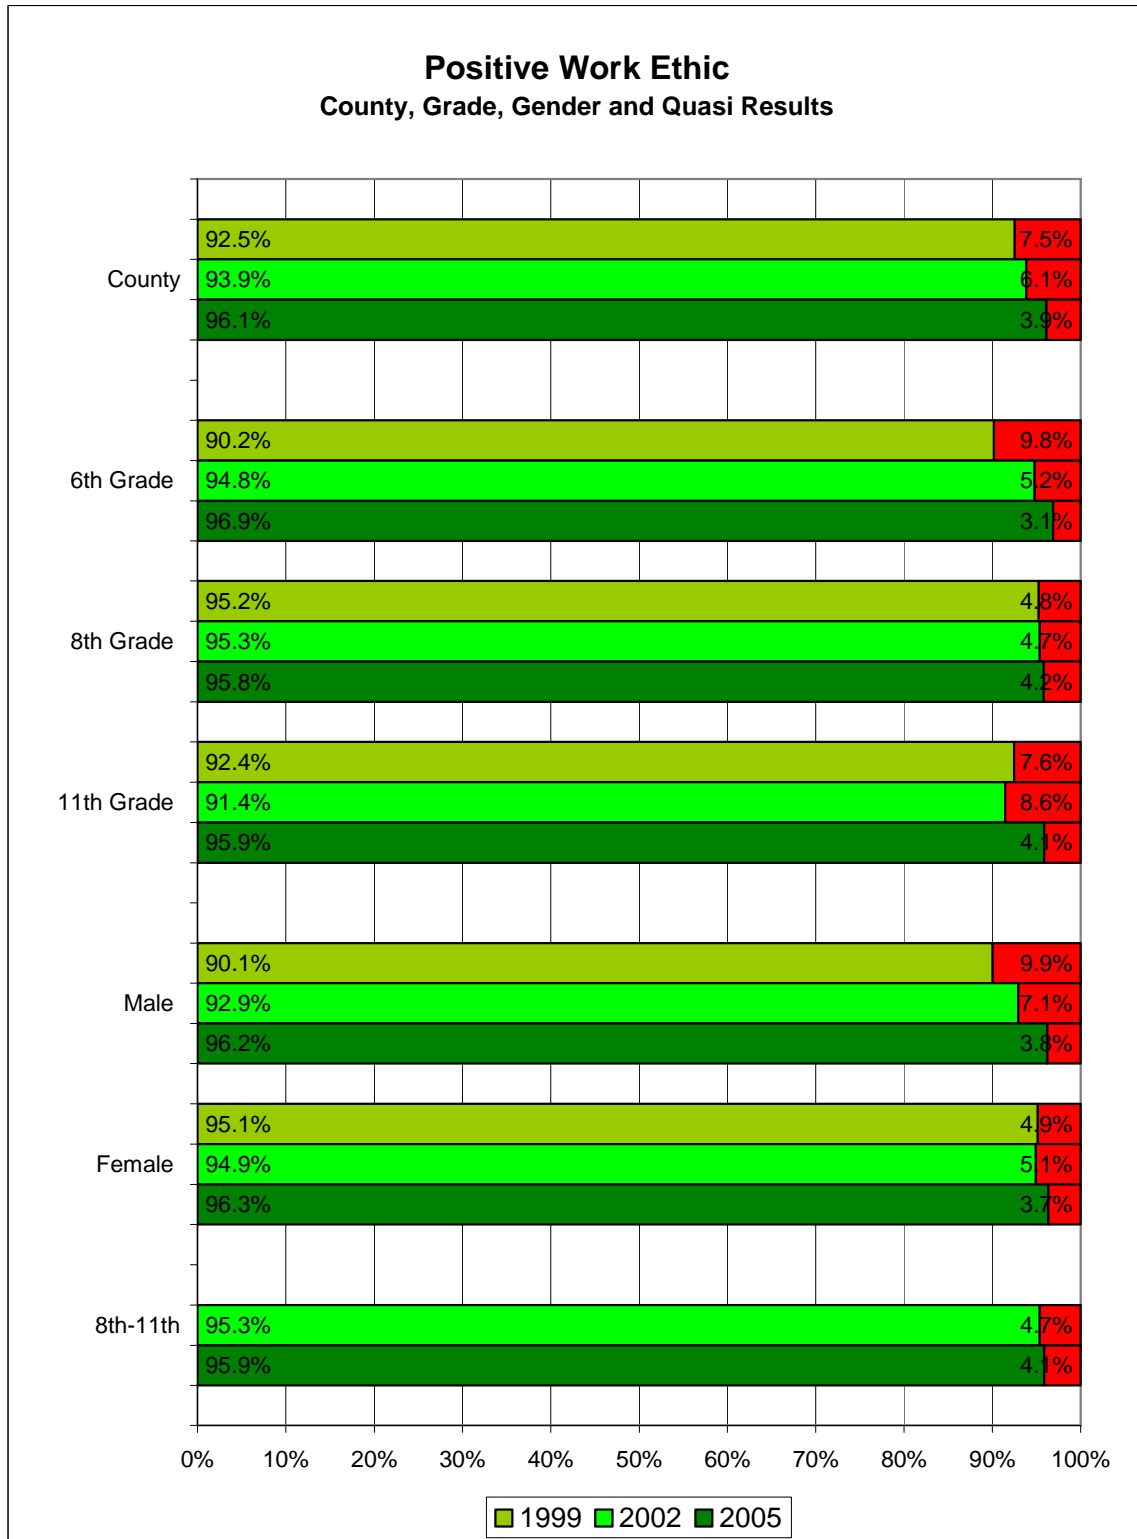 Positive Work Ethic
County, Grade, Gender and Quasi Results
92.5% 7.5%
County 93.9% 6.1%
96.1% 3.9%
90.2% 9.8%
6th Grade 94.8% 5.2%
96.9% 3.1%
95.2% 4.8%
8th Grade 95.3% 4.7%
95.8% 4.2%
92.4% 7.6%
11th Grade 91.4% 8.6%
95.9% 4.1%
90.1% 9.9%
Male 92.9% 7.1%
96.2% 3.8%
95.1% 4.9%
Female 94.9% 5.1%
96.3% 3.7%
8th-11th 95.3% 4.7%
95.9% 4.1%
0% 10% 20% 30% 40% 50% 60% 70% 80% 90% 100%
1999 2002 2005